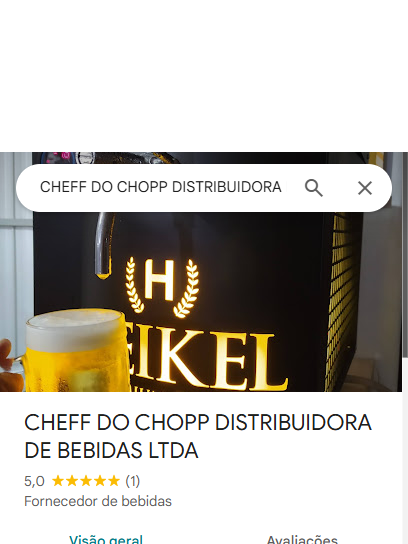 CHEFF DO CHOPP DISTRIBUIDORA
H
EIKEL
CHEFF DO CHOPP DISTRIBUIDORA
DE BEBIDAS LTDA
5,0 ★★★★★ (1)
Fornecedor de bebidas
Visão geral Avaliações